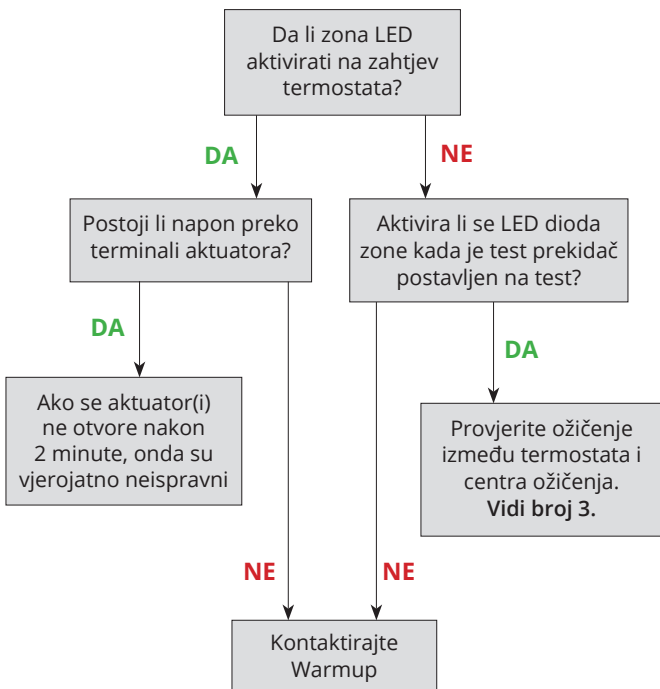 Da li zona LED
aktivirati na zahtjev
termostata?
DA
NE
Postoji li napon preko
terminali aktuatora?
Aktivira li se LED dioda
zone kada je test prekidač
postavljen na test?
DA
DA
Ako se aktuator(i)
ne otvore nakon
2 minute, onda su
vjerojatno neispravni
Provjerite ožičenje
između termostata i
centra ožičenja.
Vidi broj 3.
NE
NE
Kontaktirajte
Warmup